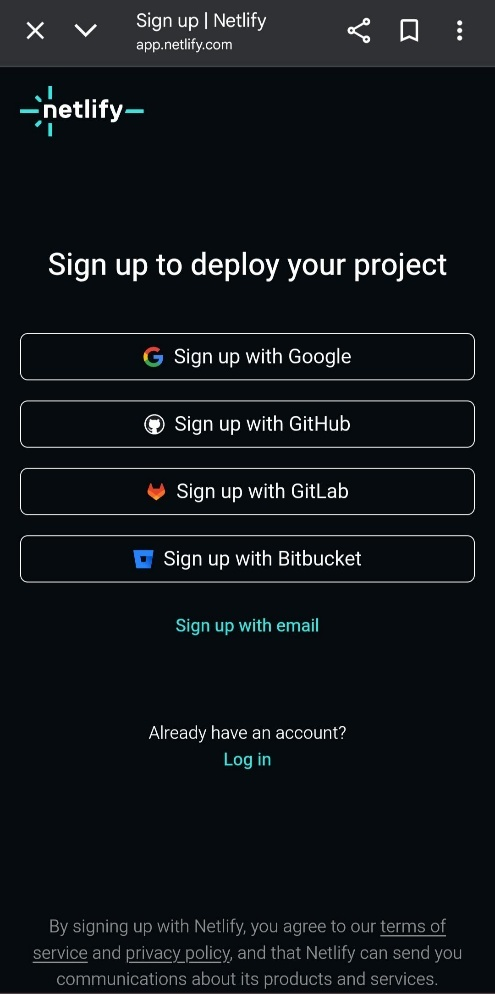 Sign up | Netlify
app.netlify.com
netlify
Sign up to deploy your project
Sign up with Google
Sign up with GitHub
Sign up with GitLab
Sign up with Bitbucket
Sign up with email
Already have an account?
Log in
By signing up with Netlify, you agree to our terms of
service and privacy policy, and that Netlify can send you
communications about its products and services.